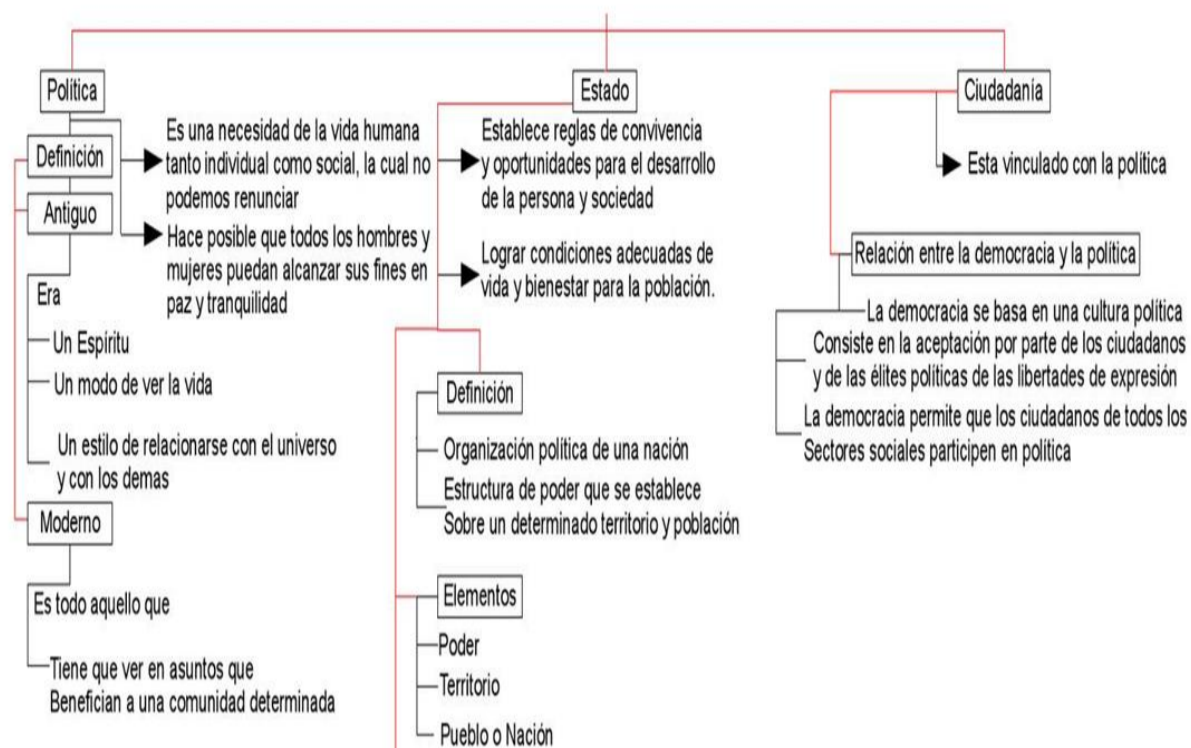 Política
Definición
Antiguo
Es una necesidad de la vida humana
tanto individual como social, la cual no
podemos renunciar
Hace posible que todos los hombres y
mujeres puedan alcanzar sus fines en
paz y tranquilidad
Era
Un Espíritu
Un modo de ver la vida
Un estilo de relacionarse con el universo
y con los demas
Moderno
Es todo aquello que
Tiene que ver en asuntos que
Benefician a una comunidad determinada
Estado
Establece reglas de convivencia
y oportunidades para el desarrollo
de la persona y sociedad
Lograr condiciones adecuadas de
vida y bienestar para la población.
Definición
Organización política de una nación
Estructura de poder que se establece
Sobre un determinado territorio y población
Elementos
Poder
Territorio
Pueblo o Nación
Ciudadanía
Esta vinculado con la política
Relación entre la democracia y la política
La democracia se basa en una cultura política
Consiste en la aceptación por parte de los ciudadanos
y de las élites políticas de las libertades de expresión
La democracia permite que los ciudadanos de todos los
Sectores sociales participen en política